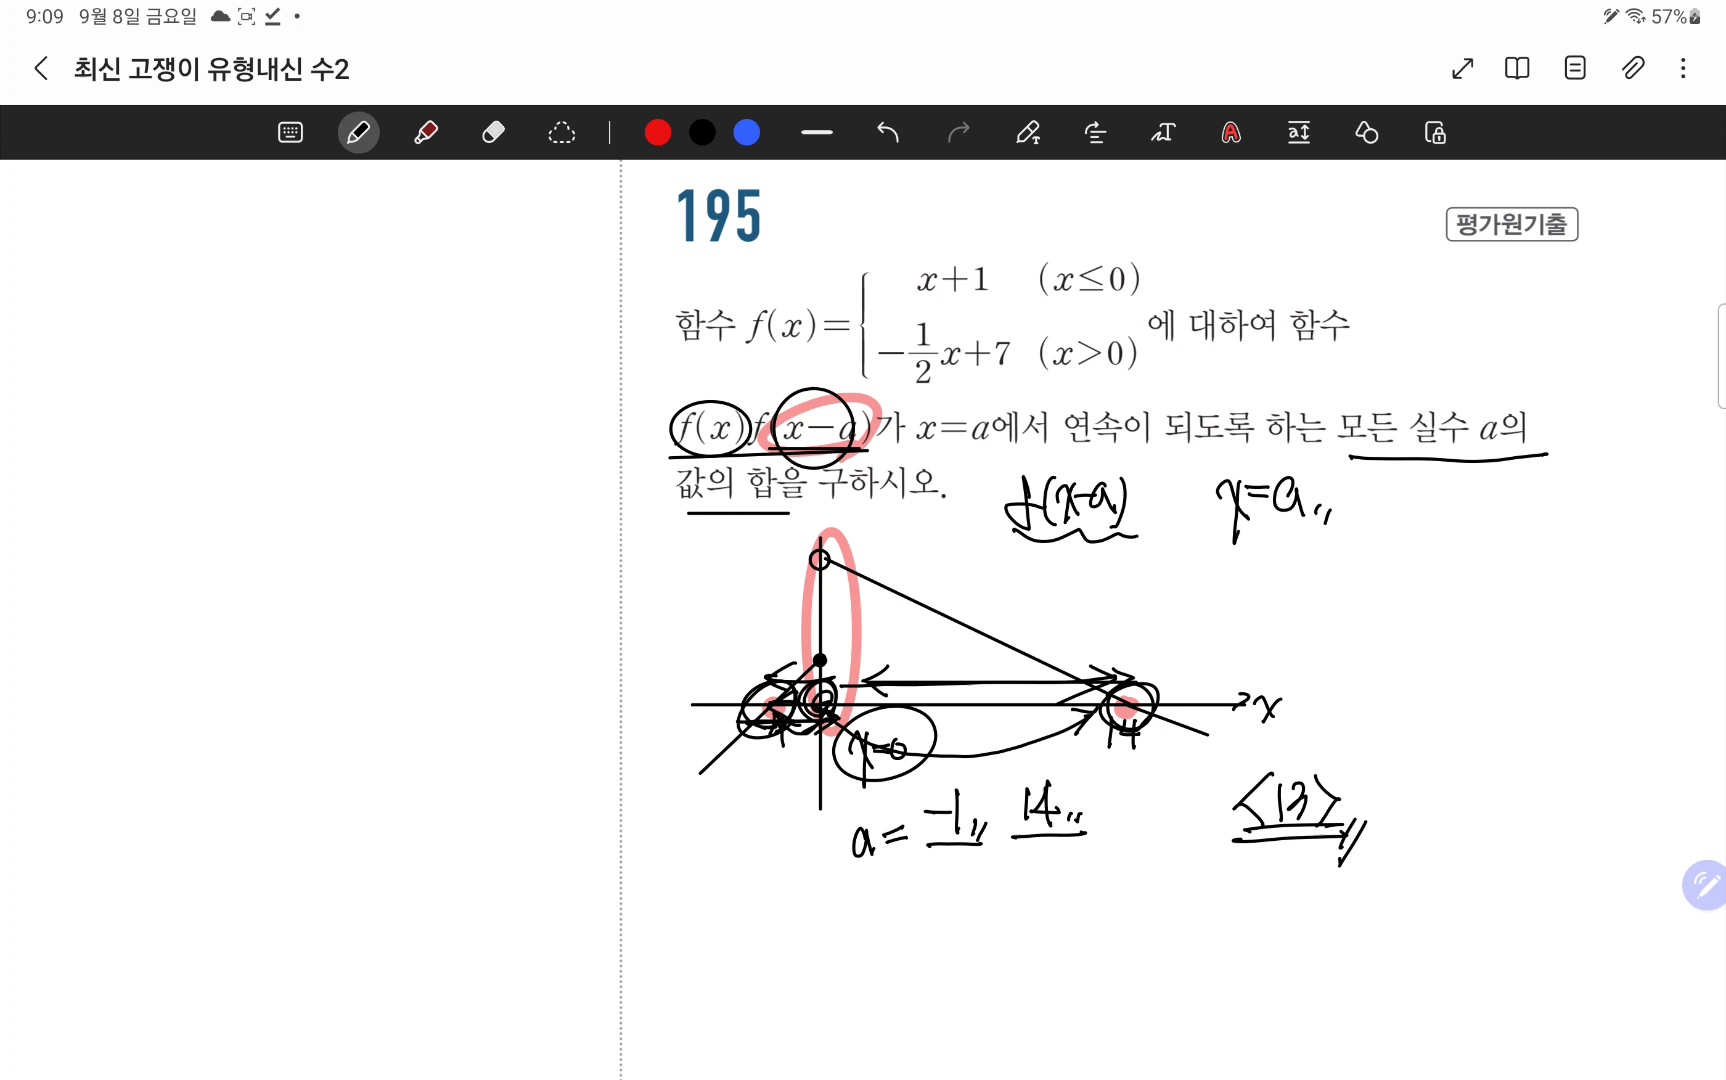 9:09 9월 8일 금요일 57%
최신 고쟁이 유형내신 수2
195
평가원기출
함수 f(x)={ x+1 (x≤0)
-1/2x+7 (x>0) 에 대하여 함수
f(x)f(x-a)가 x=a에서 연속이 되도록 하는 모든 실수 a의
값의 합을 구하시오.
f(x-a) x=a
x
x=0
14
a= -1 14
<13>